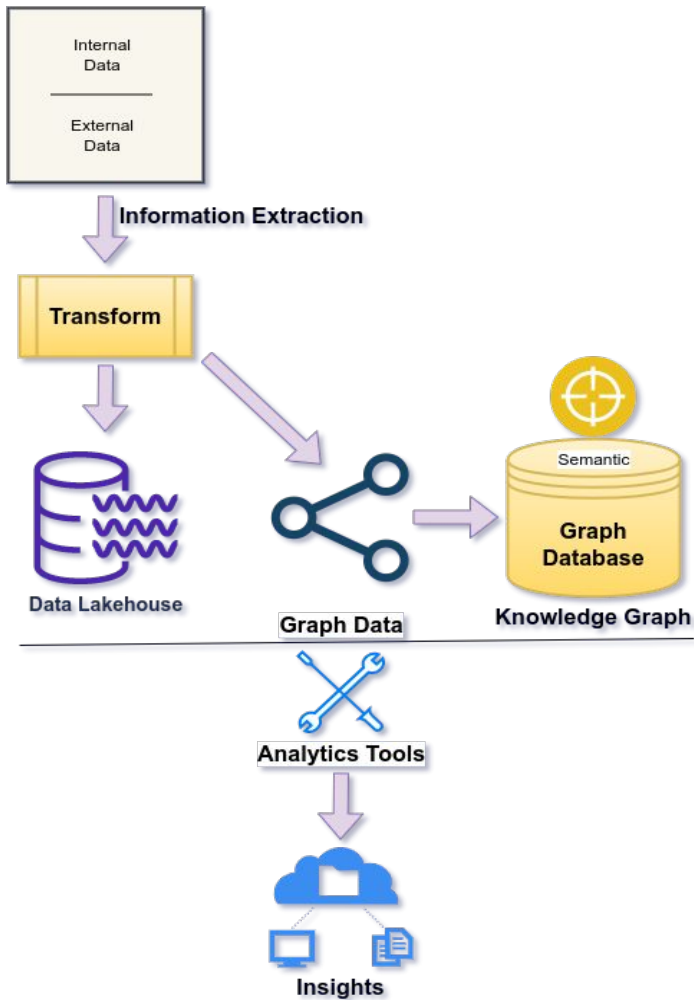 Internal
Data
External
Data
Information Extraction
Transform
Semantic
Graph
Database
Data Lakehouse
Graph Data
Knowledge Graph
Analytics Tools
Insights